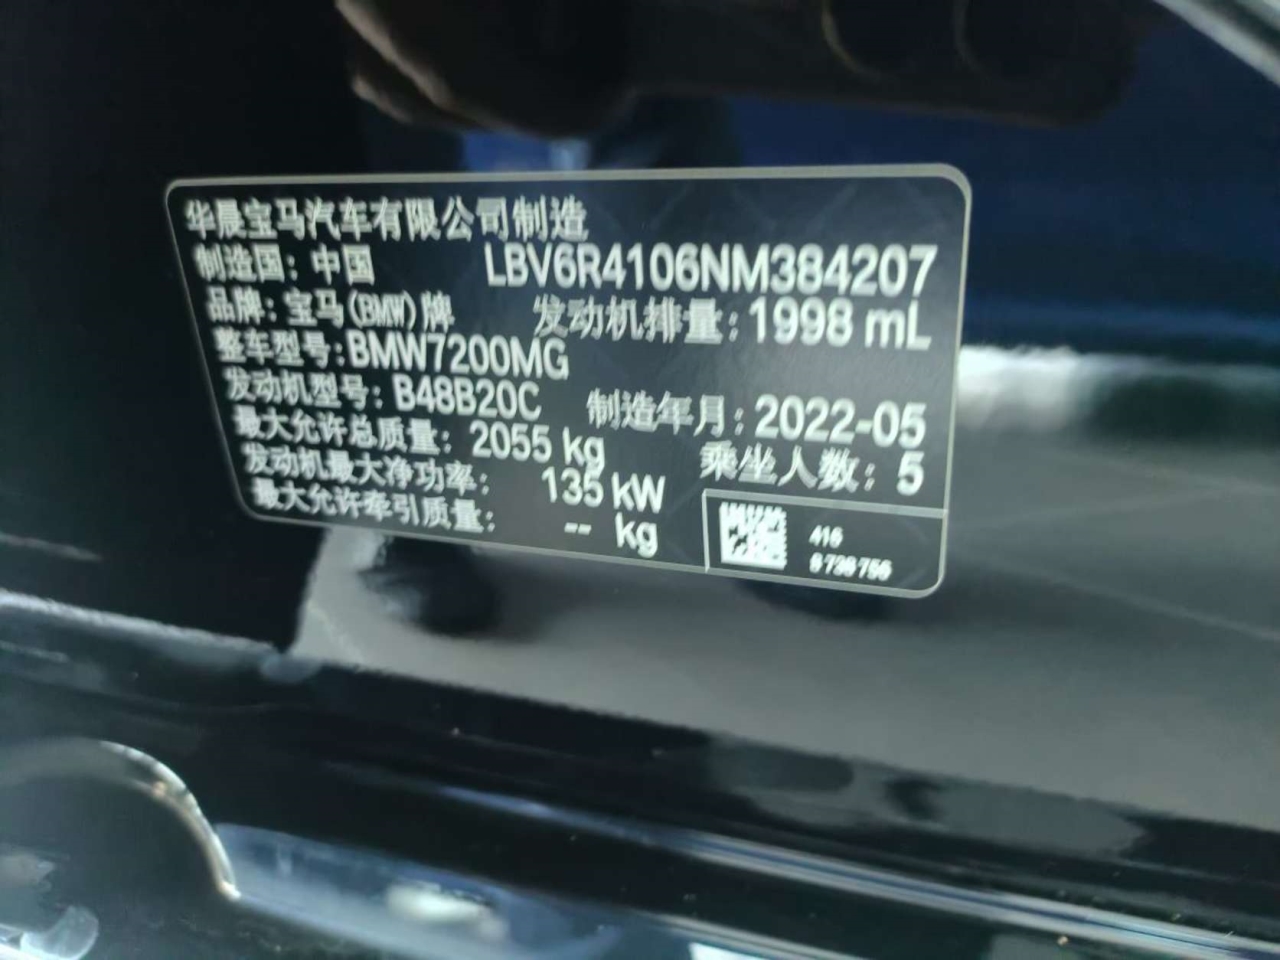 华晨宝马汽车有限公司制造
制造国：中国 LBV6R4106NM384207
品牌：宝马(BMW)牌 发动机排量：1998 mL
整车型号：BMW7200MG
发动机型号：B48B20C 制造年月：2022-05
最大允许总质量：2055 kg 乘坐人数：5
发动机最大净功率：135 kW
最大允许牵引质量：-- kg
416
8 738 756